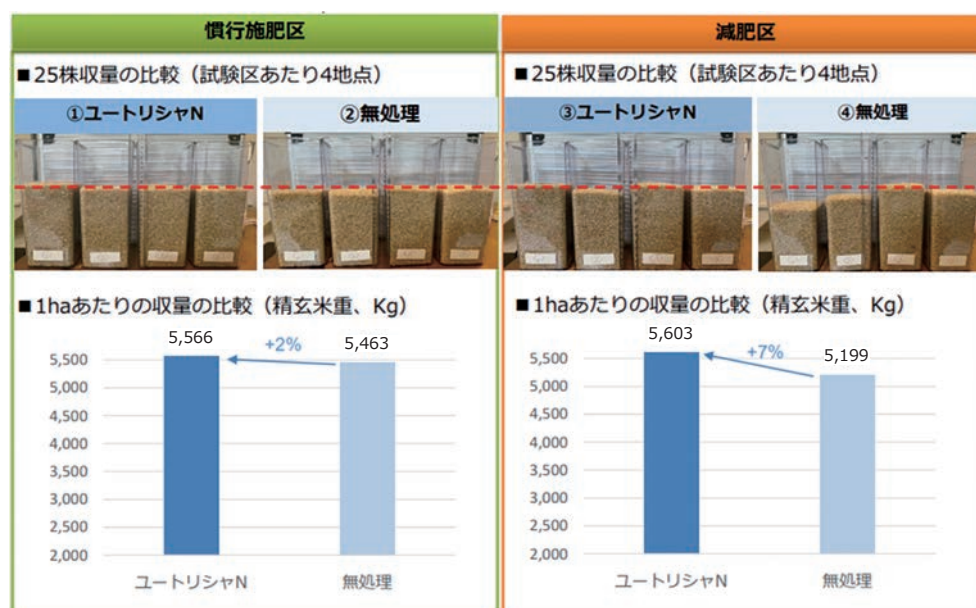 慣行施肥区
■25株収量の比較（試験区あたり4地点）
①ユートリシャN
②無処理
■1haあたりの収量の比較（精玄米重、Kg）
5,566
+2%
5,463
5,500
5,000
4,500
4,000
3,500
3,000
2,500
2,000
ユートリシャN
無処理
減肥区
■25株収量の比較（試験区あたり4地点）
③ユートリシャN
④無処理
■1haあたりの収量の比較（精玄米重、Kg）
5,603
+7%
5,199
5,500
5,000
4,500
4,000
3,500
3,000
2,500
2,000
ユートリシャN
無処理